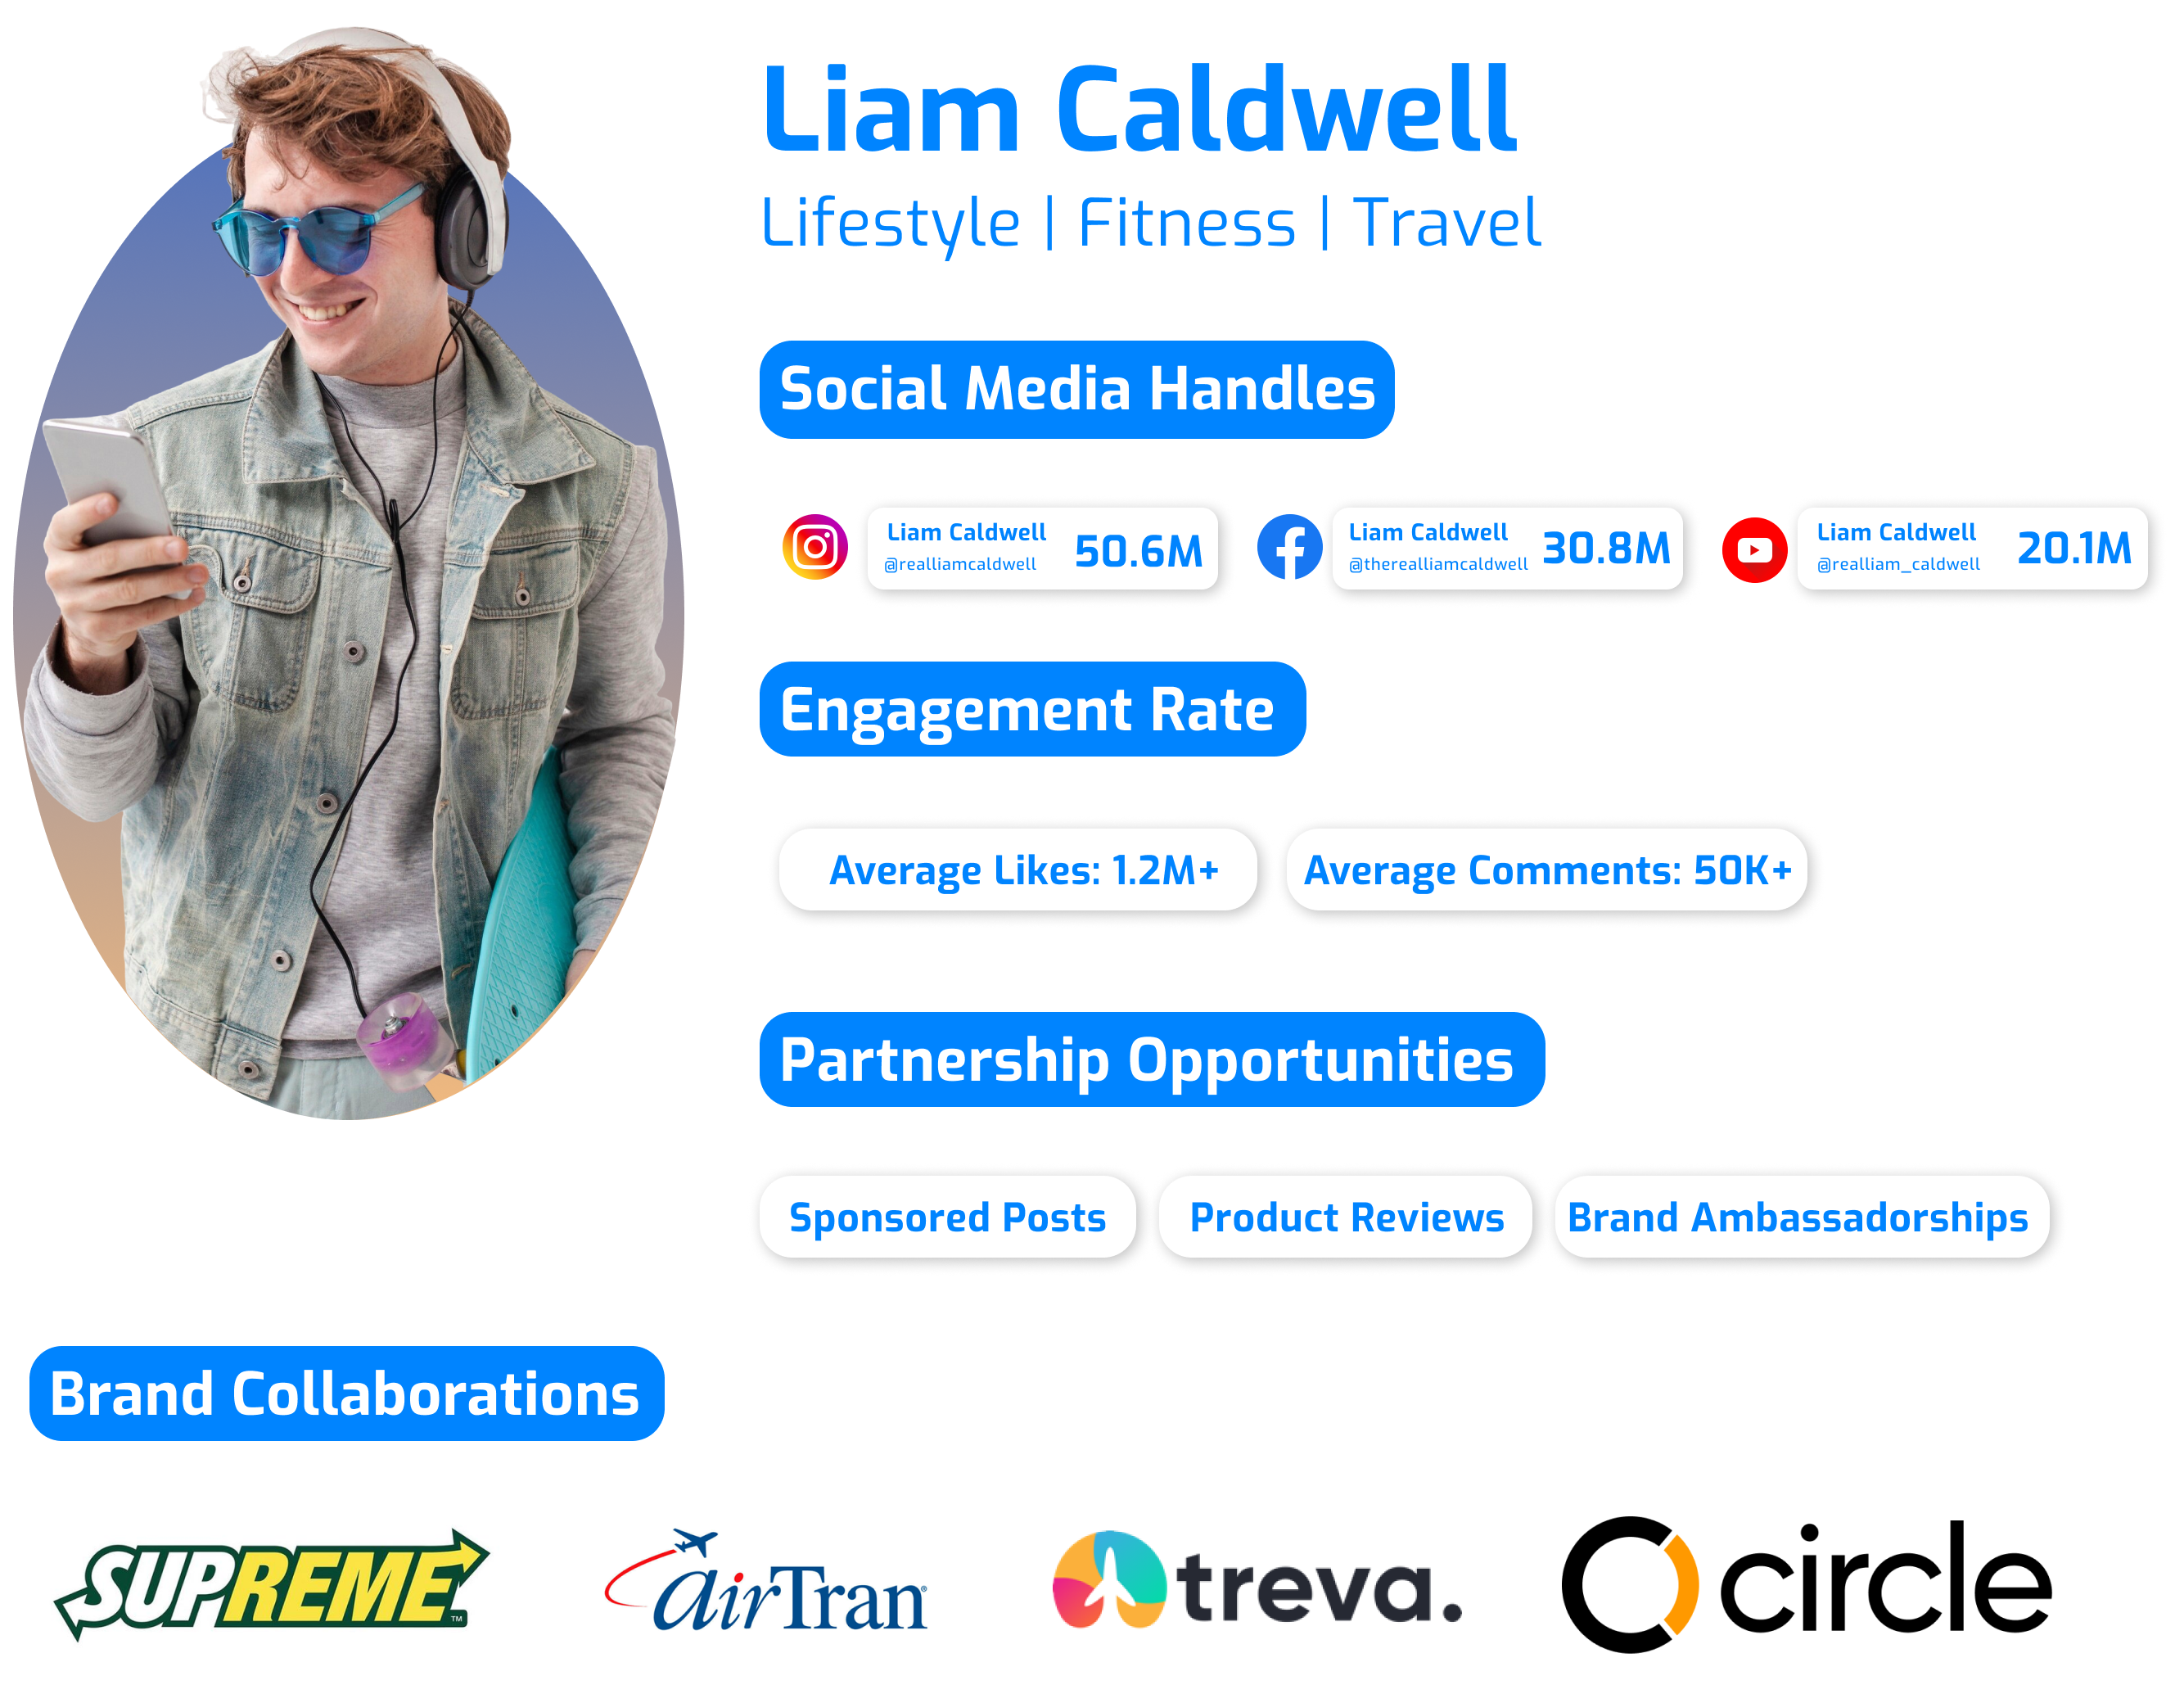 Liam Caldwell
Lifestyle | Fitness | Travel
Social Media Handles
Liam Caldwell
@realliamcaldwell
50.6M
Liam Caldwell
@therealliamcaldwell
30.8M
Liam Caldwell
@realliam_caldwell
20.1M
Engagement Rate
Average Likes: 1.2M+
Average Comments: 50K+
Partnership Opportunities
Sponsored Posts
Product Reviews
Brand Ambassadorships
Brand Collaborations
SUPREME™
airTran®
treva.
circle